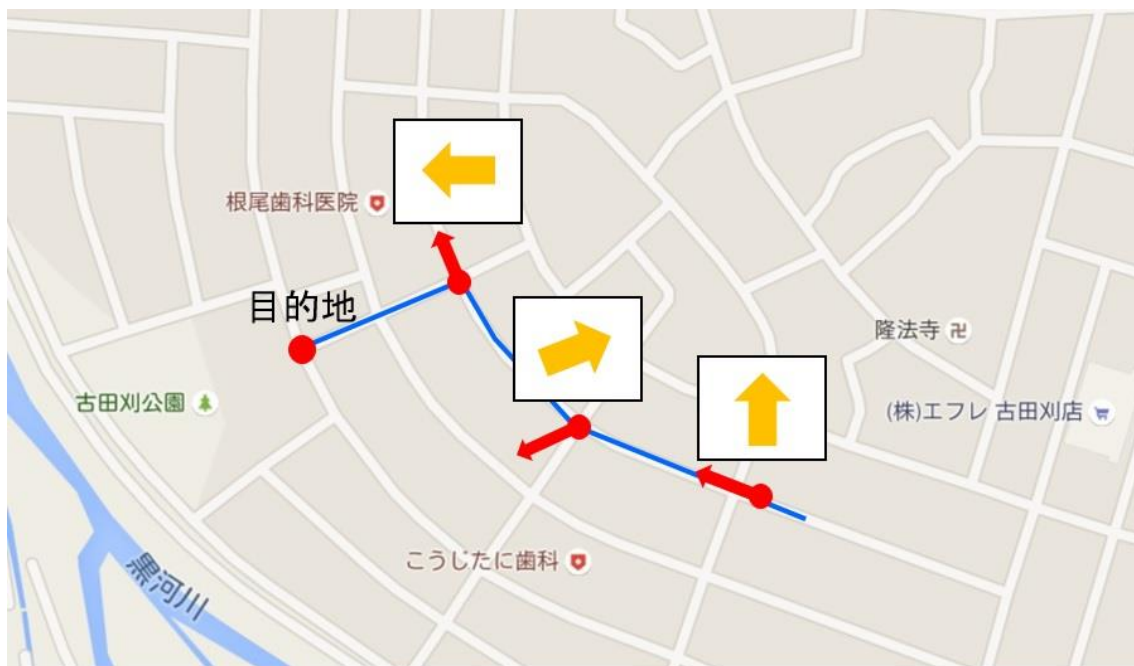 根尾歯科医院
目的地
隆法寺
古田刈公園
(株)エフレ 古田刈店
こうじたに歯科
黒河川